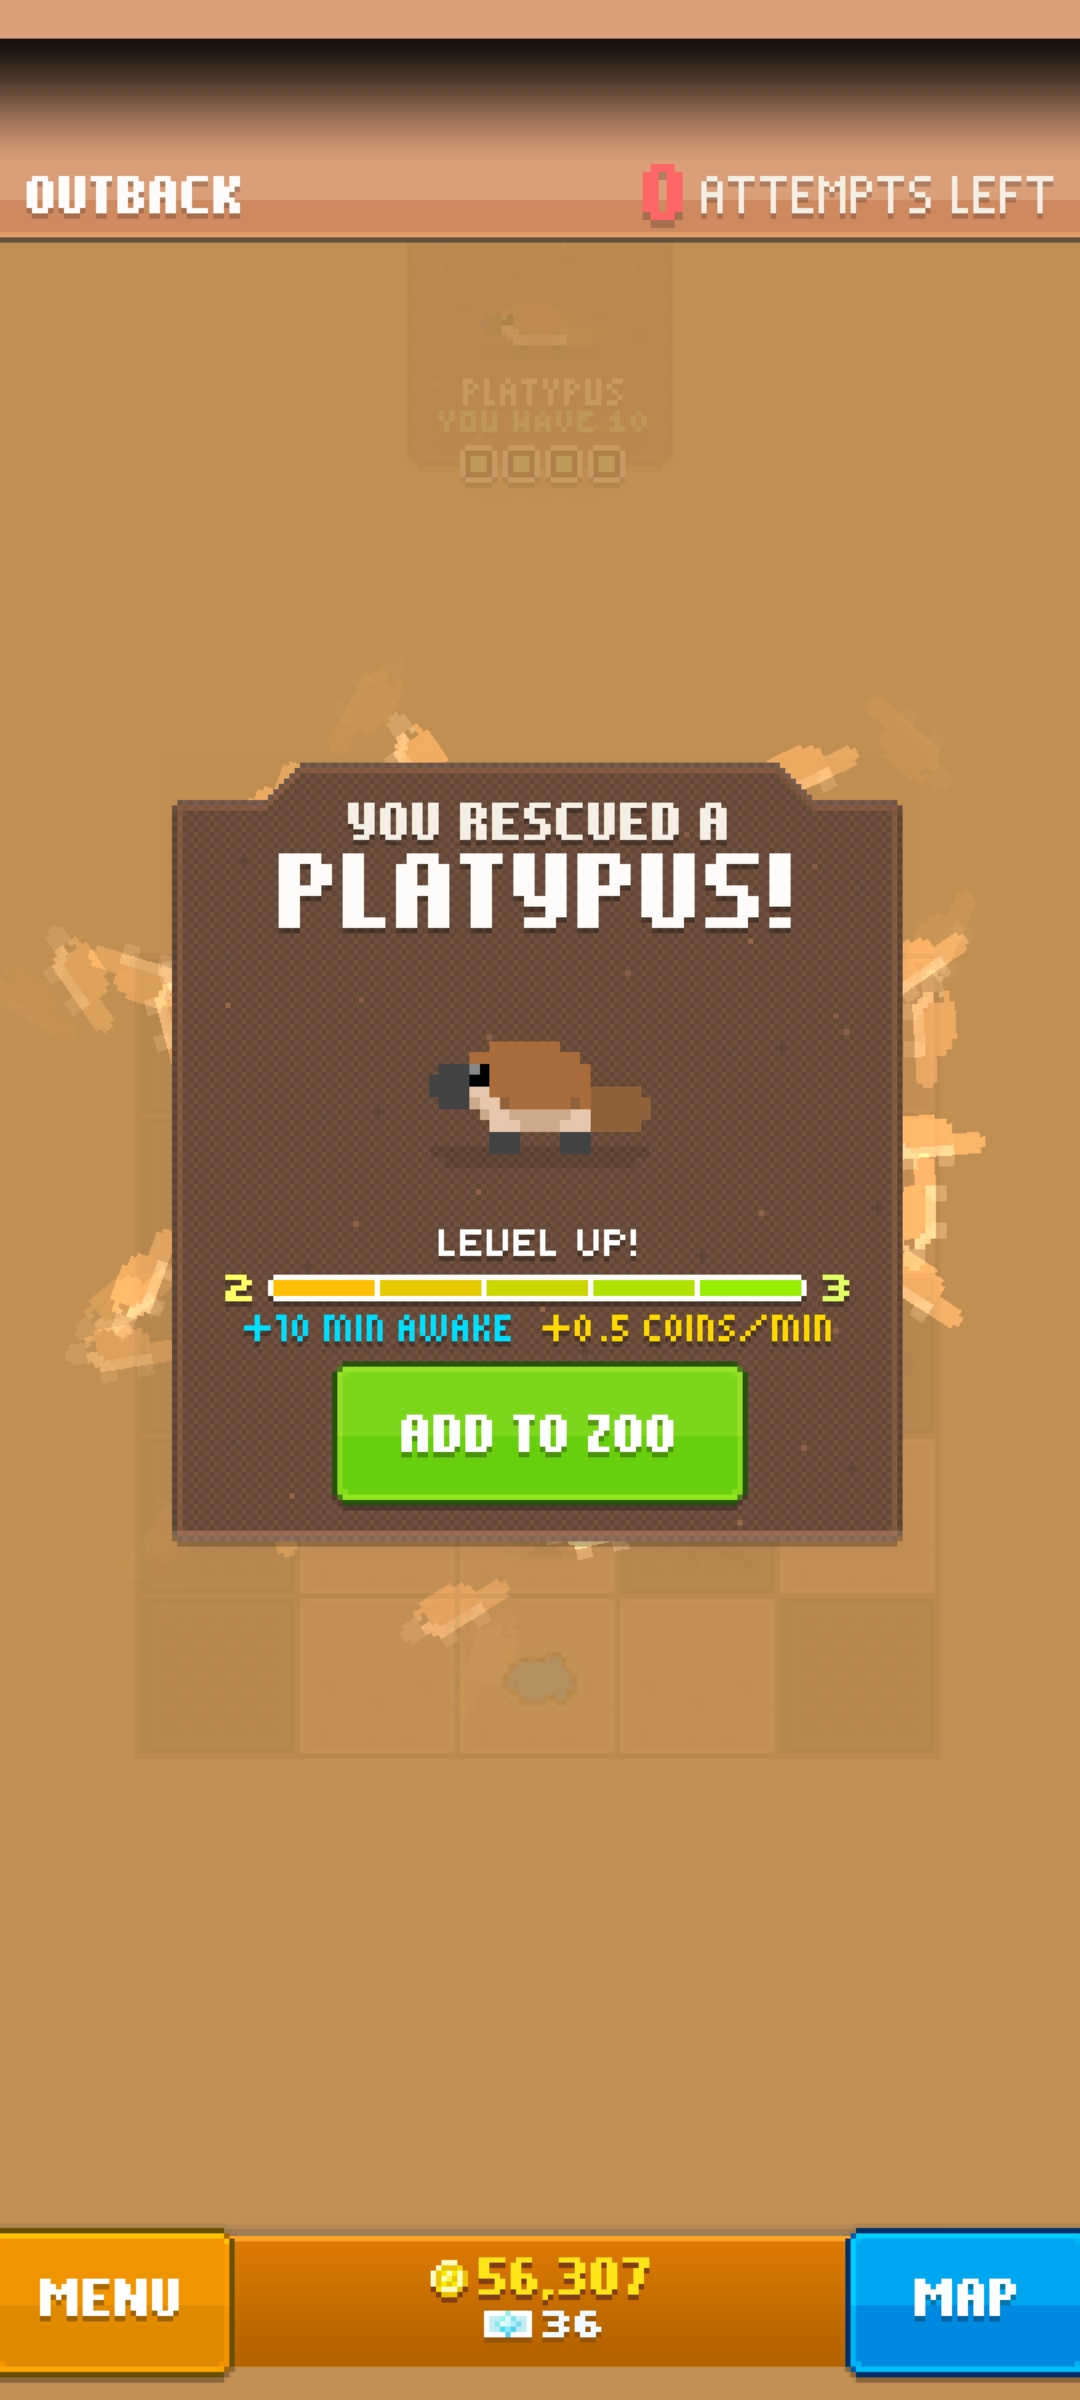 OUTBACK
0 ATTEMPTS LEFT
PLATYPUS
YOU HAVE 10
YOU RESCUED A
PLATYPUS!
LEVEL UP!
2 3
+10 MIN AWAKE +0.5 COINS/MIN
ADD TO ZOO
MENU
56,307
36
MAP